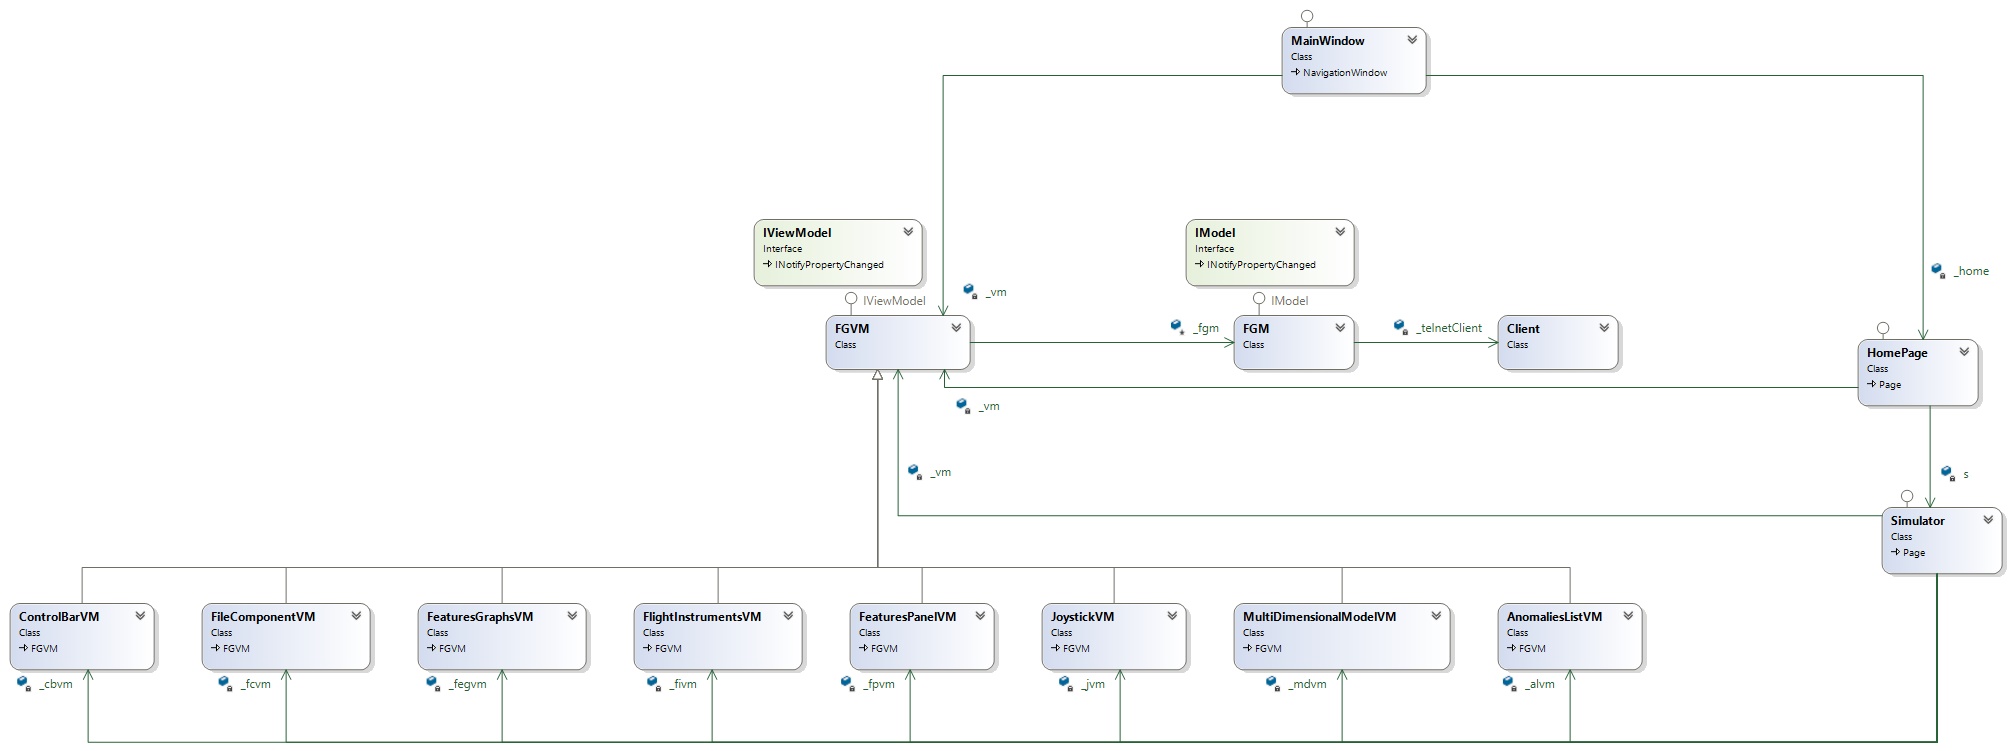 MainWindow
Class
NavigationWindow
IViewModel
Interface
INotifyPropertyChanged
IModel
Interface
INotifyPropertyChanged
_home
_vm
IViewModel
IModel
FGVM
Class
_fgm
FGM
Class
_telnetClient
Client
Class
HomePage
Class
Page
_vm
_vm
s
Simulator
Class
Page
ControlBarVM
Class
FGVM
FileComponentVM
Class
FGVM
FeaturesGraphsVM
Class
FGVM
FlightInstrumentsVM
Class
FGVM
FeaturesPanelVM
Class
FGVM
JoystickVM
Class
FGVM
MultiDimensionalModelVM
Class
FGVM
AnomaliesListVM
Class
FGVM
_cbvm
_fcvm
_fegvm
_fivm
_fpvm
_jvm
_mdvm
_alvm